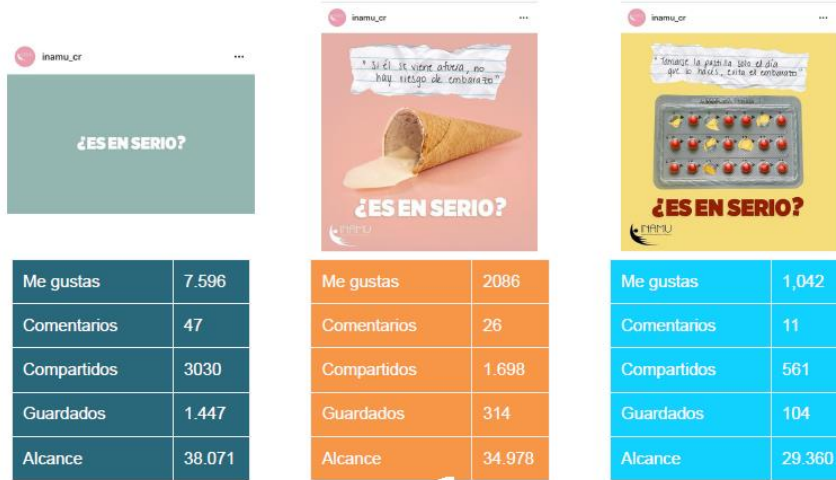 inamu_cr
¿ES EN SERIO?
Me gustas 7.596
Comentarios 47
Compartidos 3030
Guardados 1.447
Alcance 38.071
inamu_cr
"Si él se viene afuera, no
hay riesgo de embarazo"
¿ES EN SERIO?
INAMU
Me gustas 2086
Comentarios 26
Compartidos 1.698
Guardados 314
Alcance 34.978
inamu_cr
"Tomarse la pastilla solo el día
que lo hacés, evita el embarazo"
¿ES EN SERIO?
INAMU
Me gustas 1,042
Comentarios 11
Compartidos 561
Guardados 104
Alcance 29.360